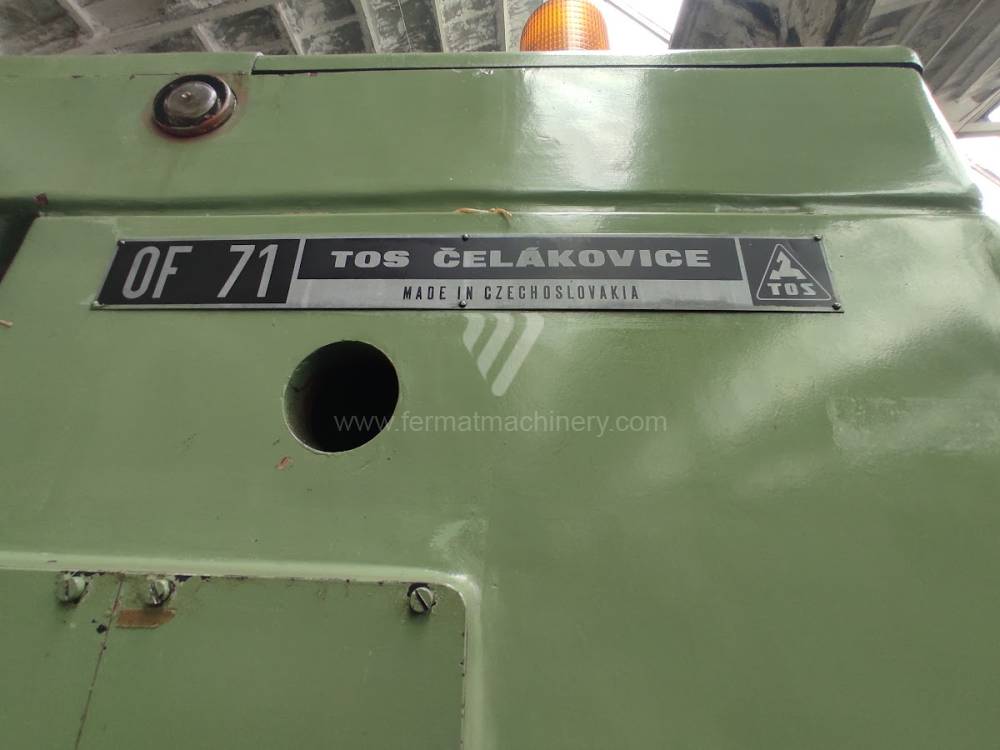 OF 71
TOS ČELÁKOVICE
MADE IN CZECHOSLOVAKIA
TOS
www.fermatmachinery.com